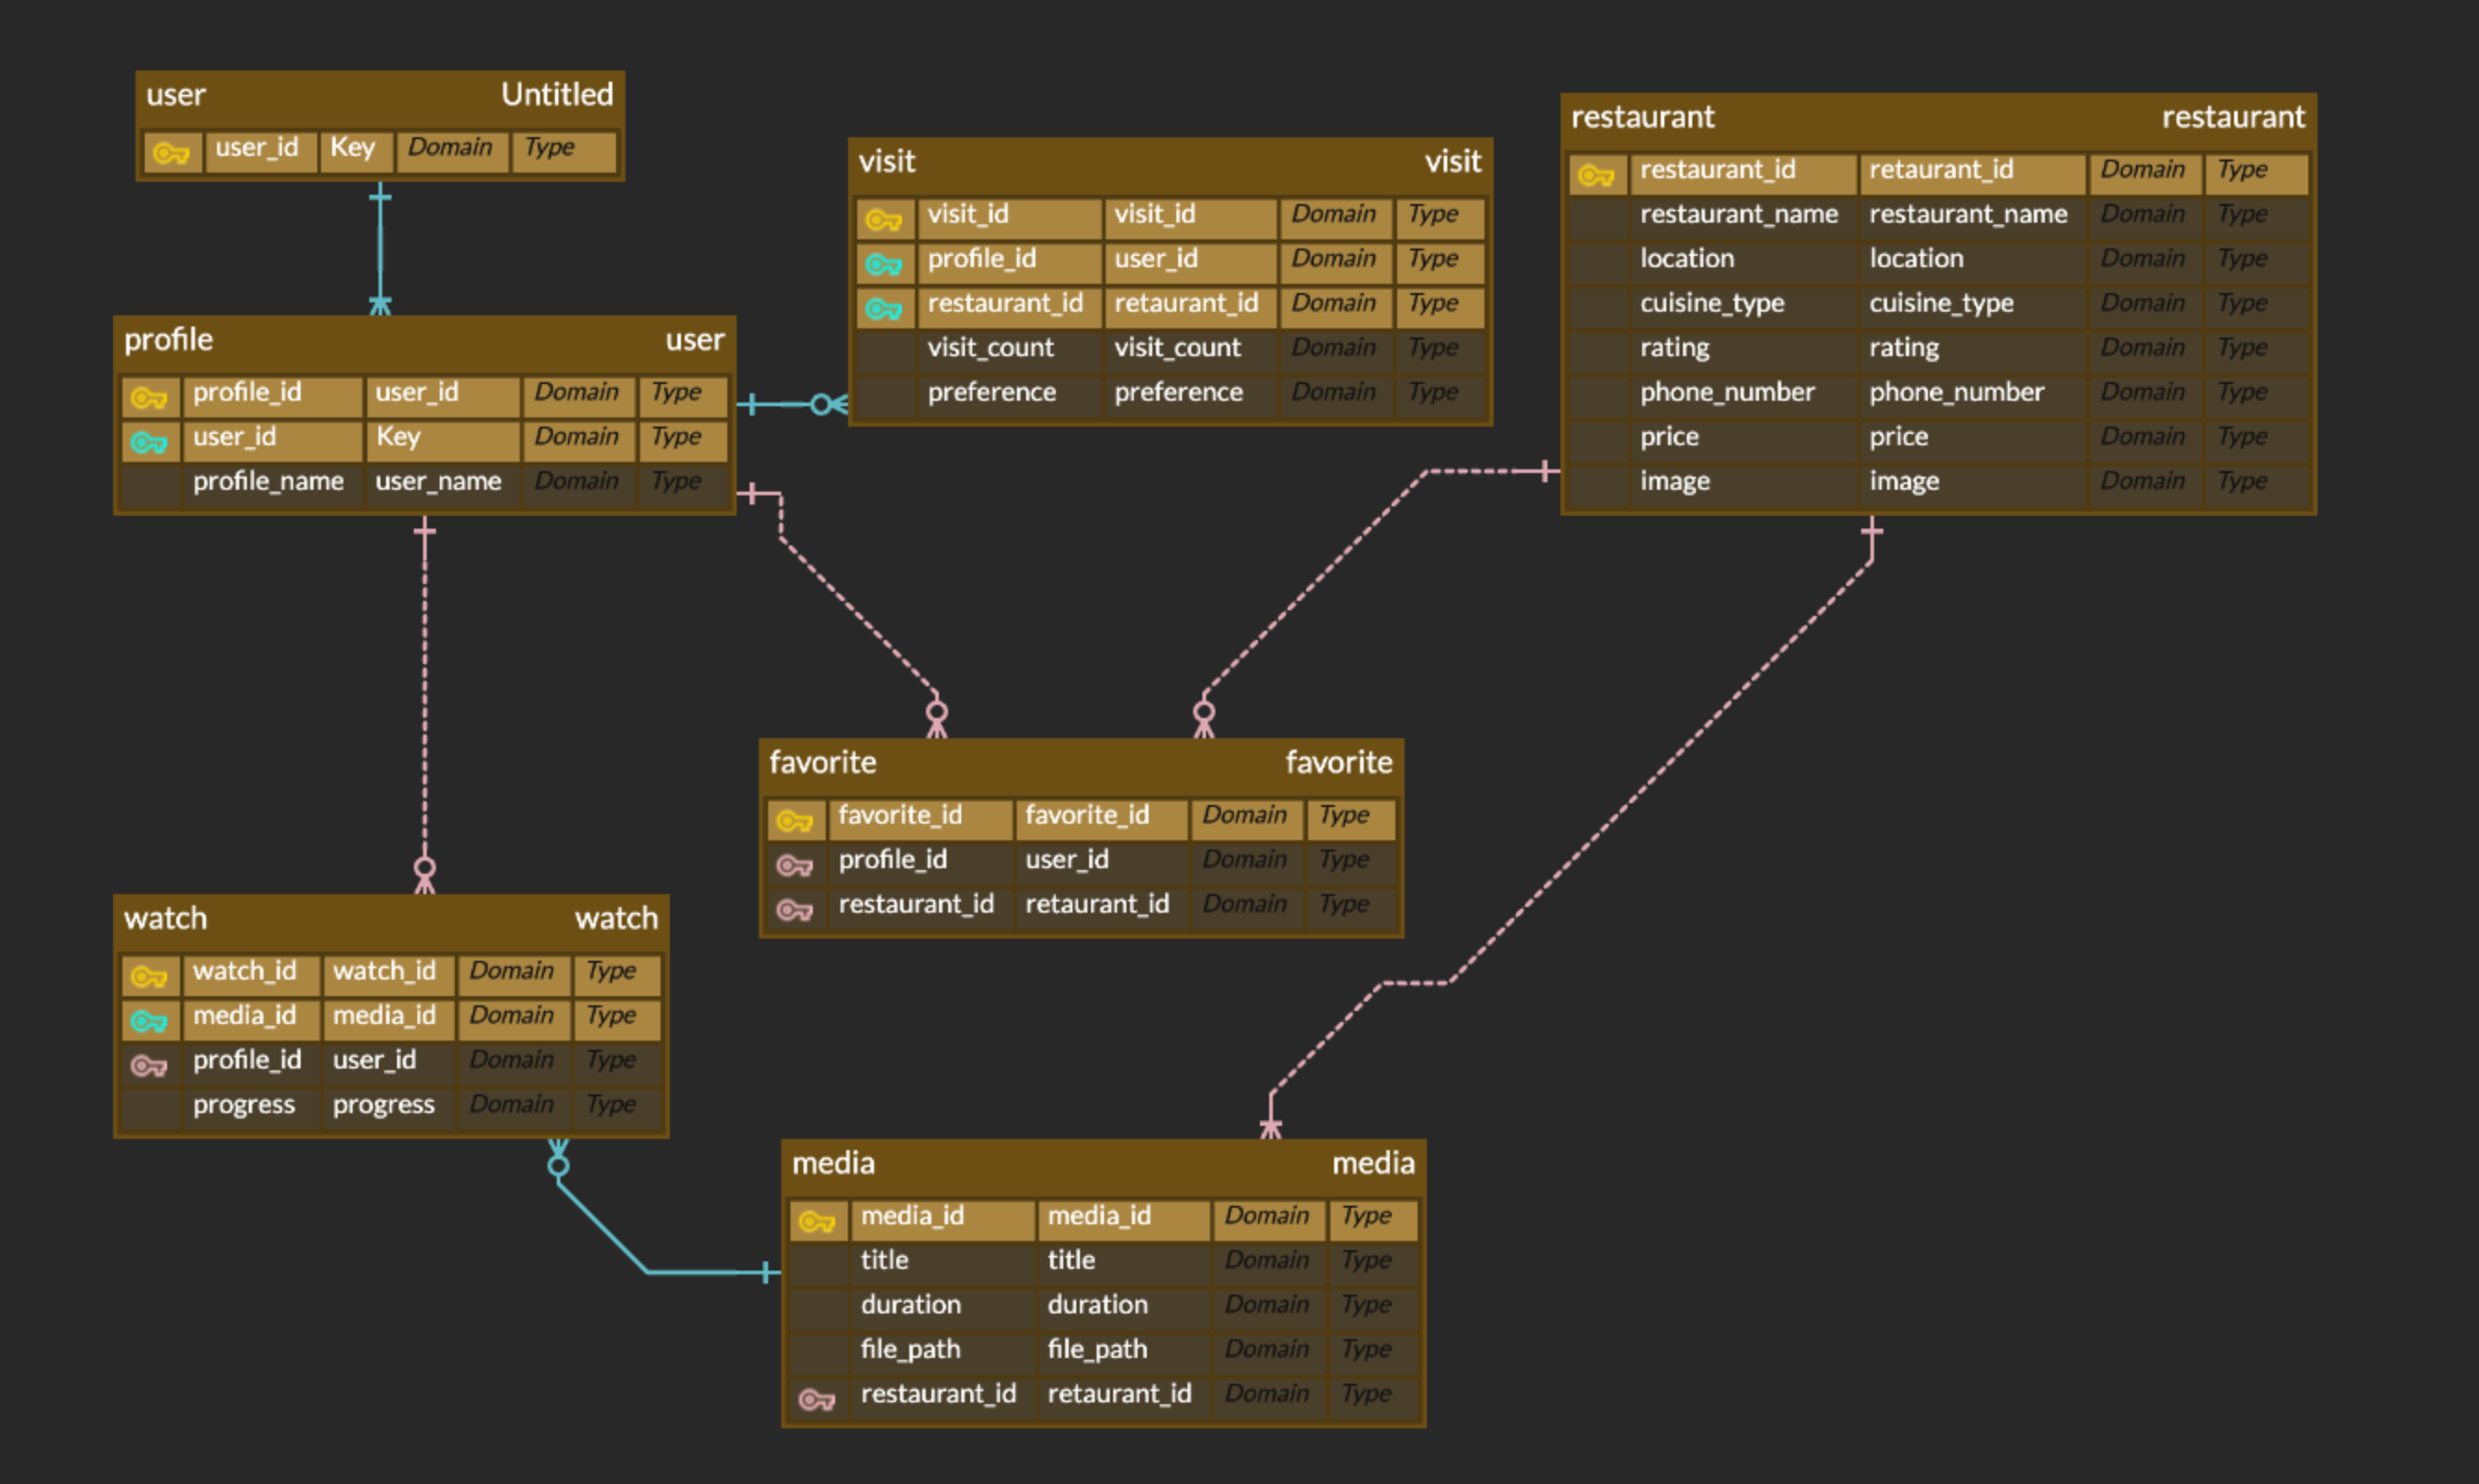 user Untitled
user_id Key Domain Type
profile user
profile_id user_id Domain Type
user_id Key Domain Type
profile_name user_name Domain Type
visit visit
visit_id visit_id Domain Type
profile_id user_id Domain Type
restaurant_id retaurant_id Domain Type
visit_count visit_count Domain Type
preference preference Domain Type
restaurant restaurant
restaurant_id retaurant_id Domain Type
restaurant_name restaurant_name Domain Type
location location Domain Type
cuisine_type cuisine_type Domain Type
rating rating Domain Type
phone_number phone_number Domain Type
price price Domain Type
image image Domain Type
favorite favorite
favorite_id favorite_id Domain Type
profile_id user_id Domain Type
restaurant_id retaurant_id Domain Type
watch watch
watch_id watch_id Domain Type
media_id media_id Domain Type
profile_id user_id Domain Type
progress progress Domain Type
media media
media_id media_id Domain Type
title title Domain Type
duration duration Domain Type
file_path file_path Domain Type
restaurant_id retaurant_id Domain Type